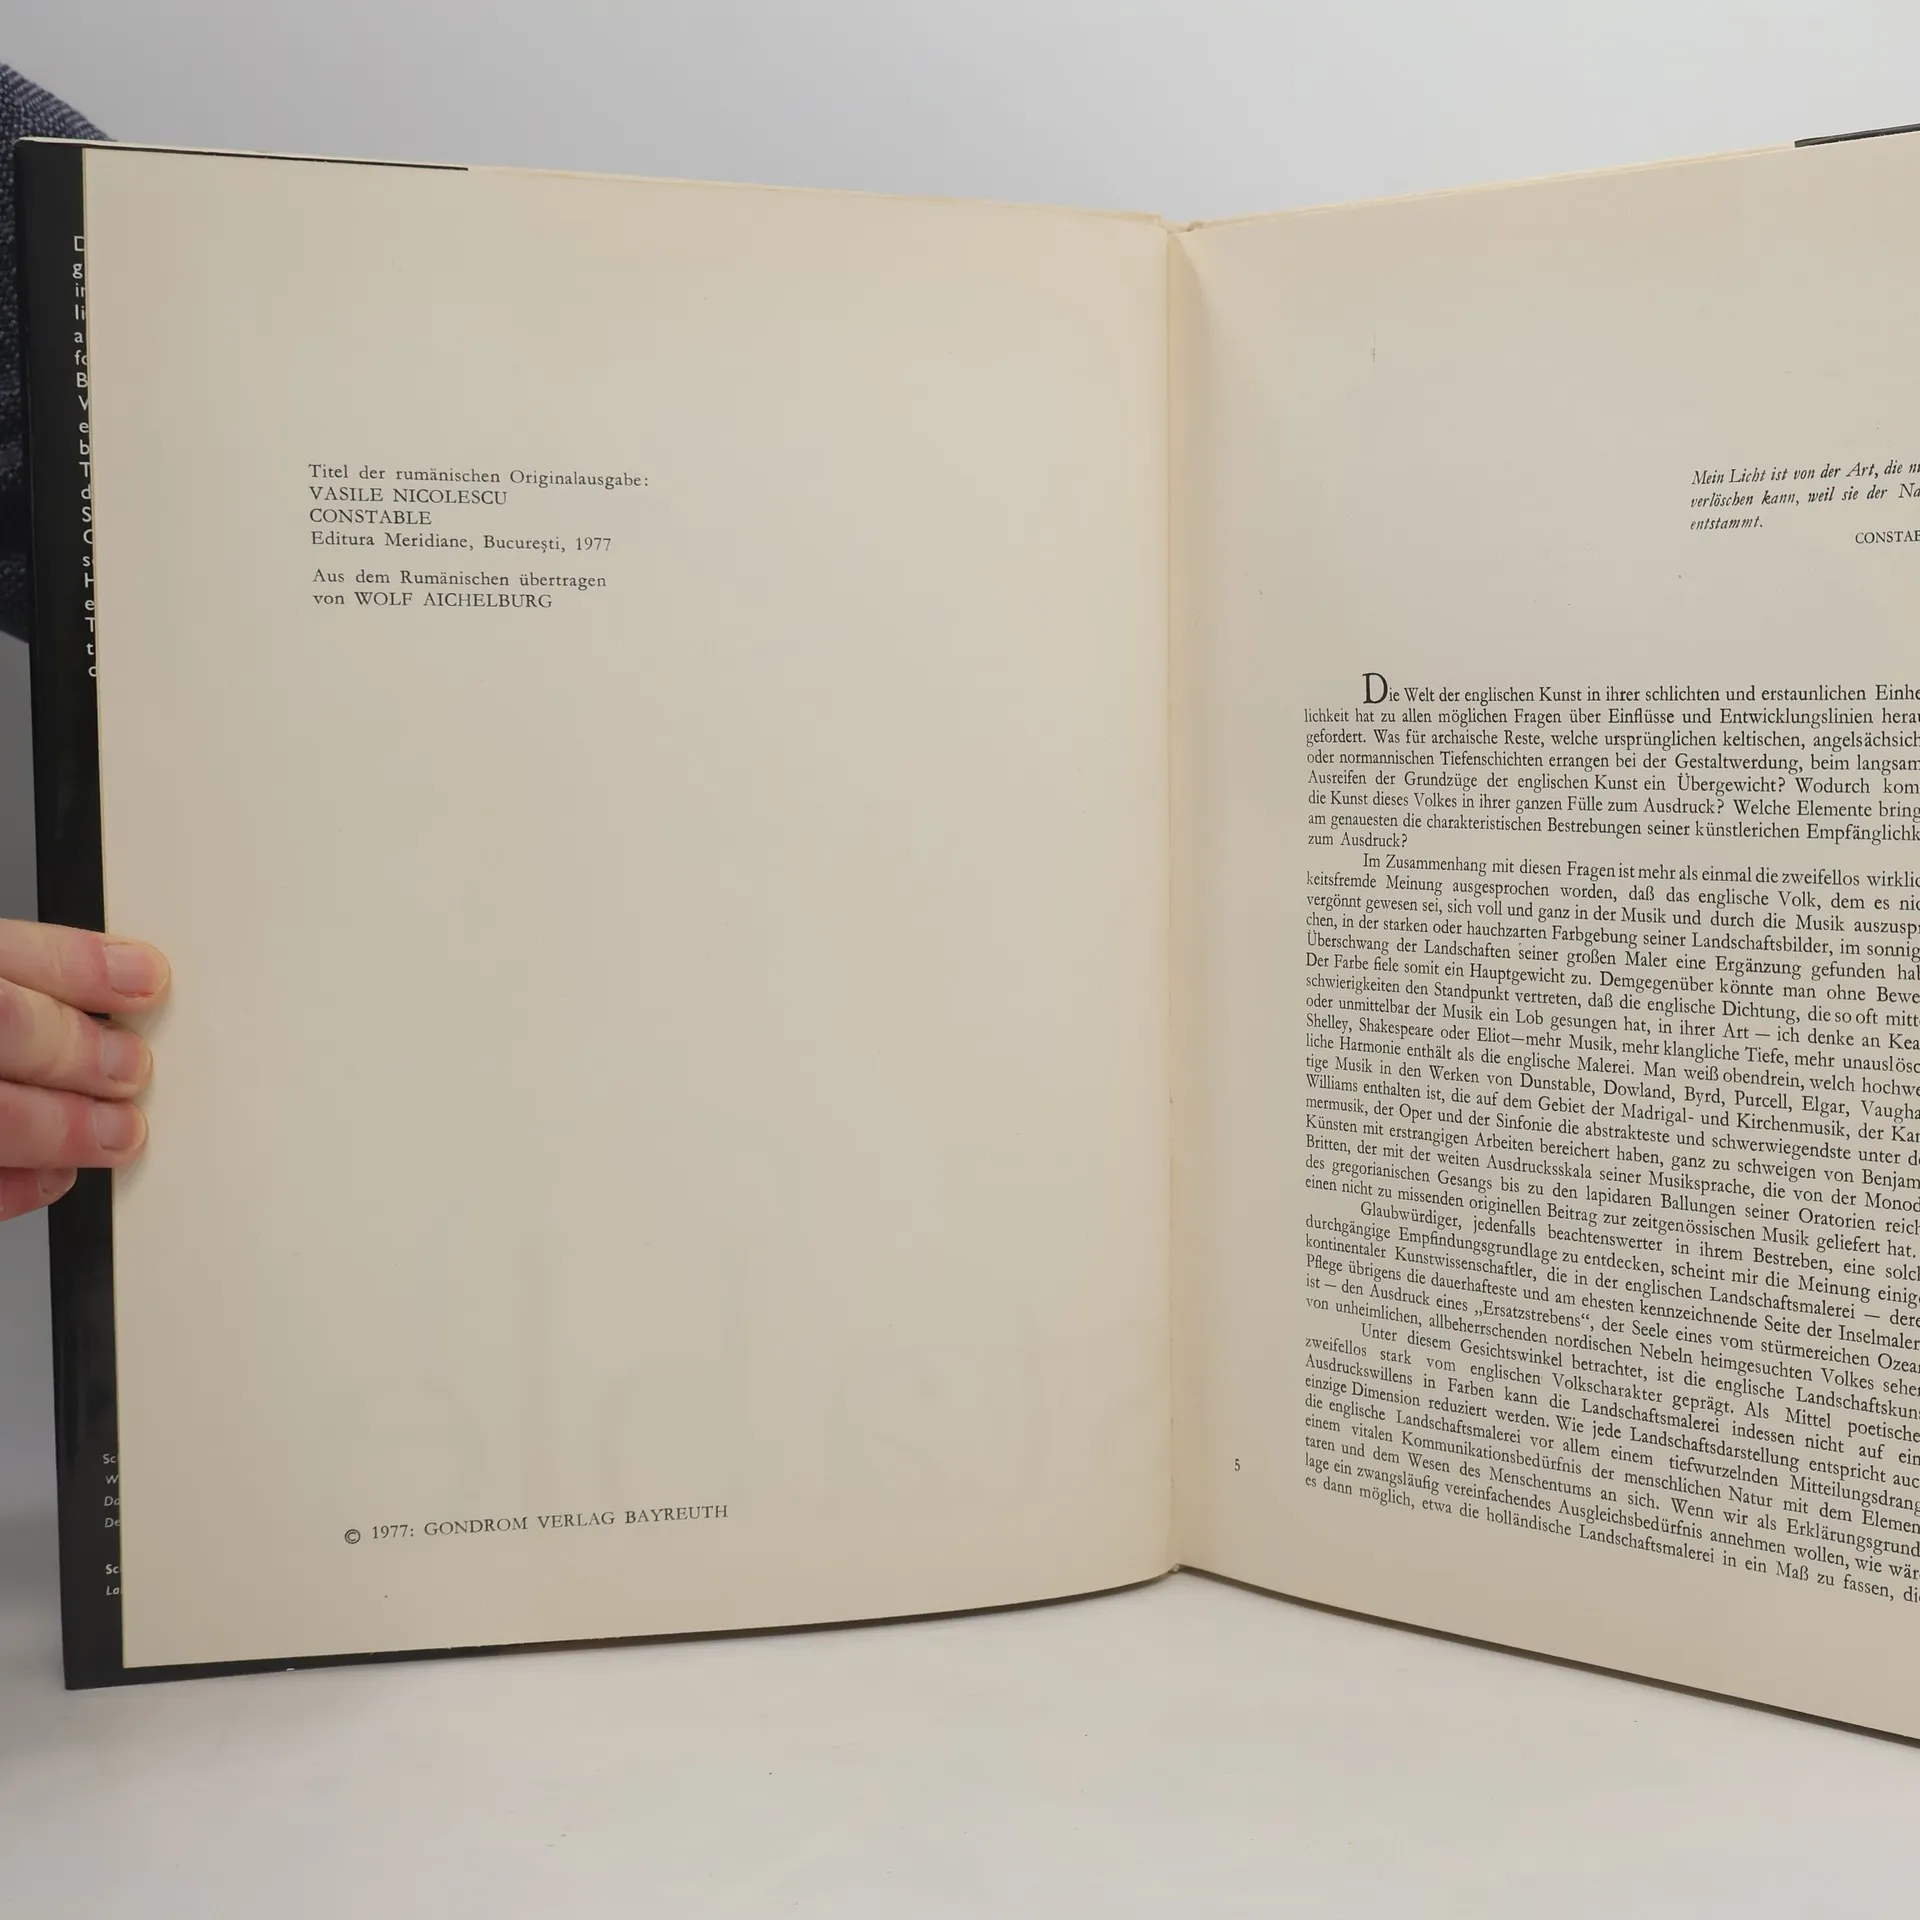 Titel der rumänischen Originalausgabe:
VASILE NICOLESCU
CONSTABLE
Editura Meridiane, București, 1977
Aus dem Rumänischen übertragen
von WOLF AICHELBURG
© 1977: GONDROM VERLAG BAYREUTH
Mein Licht ist von der Art, die
verlöschen kann, weil sie der
entstammt.
Die Welt der englischen Kunst in ihrer schlichten und erstaunlichen
lichkeit hat zu allen möglichen Fragen über Einflüsse und Entwicklungslinien
gefordert. Was für archaische Reste, welche ursprünglichen keltischen,
oder normannischen Tiefenschichten errangen bei der Gestaltwerdung, beim
Ausreifen der Grundzüge der englischen Kunst ein Übergewicht? Wodurch
die Kunst dieses Volkes in ihrer ganzen Fülle zum Ausdruck? Welche Elemente
am genauesten die charakteristischen Bestrebungen seiner künstlerichen
zum Ausdruck?
Im Zusammenhang mit diesen Fragen ist mehr als einmal die zweifellos
keitsfremde Meinung ausgesprochen worden, daß das englische Volk, dem es
vergönnt gewesen sei, sich voll und ganz in der Musik und durch die Musik
chen, in der starken oder hauchzarten Farbgebung seiner Landschaftsbilder, im
Überschwang der Landschaften seiner großen Maler eine Ergänzung gefunden
Der Farbe fiele somit ein Hauptgewicht zu. Demgegenüber könnte man ohne
schwierigkeiten den Standpunkt vertreten, daß die englische Dichtung, die so oft
oder unmittelbar der Musik ein Lob gesungen hat, in ihrer Art — ich denke an
Shelley, Shakespeare oder Eliot—mehr Musik, mehr klangliche Tiefe, mehr
liche Harmonie enthält als die englische Malerei. Man weiß obendrein, welch
tige Musik in den Werken von Dunstable, Dowland, Byrd, Purcell, Elgar,
Williams enthalten ist, die auf dem Gebiet der Madrigal- und Kirchenmusik, der
mermusik, der Oper und der Sinfonie die abstrakteste und schwerwiegendste unter
Künsten mit erstrangigen Arbeiten bereichert haben, ganz zu schweigen von
Britten, der mit der weiten Ausdrucksskala seiner Musiksprache, die von der
des gregorianischen Gesangs bis zu den lapidaren Ballungen seiner Oratorien
einen nicht zu missenden originellen Beitrag zur zeitgenössischen Musik geliefert hat.
Glaubwürdiger, jedenfalls beachtenswerter in ihrem Bestreben, eine
durchgängige Empfindungsgrundlage zu entdecken, scheint mir die Meinung
kontinentaler Kunstwissenschaftler, die in der englischen Landschaftsmalerei —
Pflege übrigens die dauerhafteste und am ehesten kennzeichnende Seite der
ist — den Ausdruck eines „Ersatzstrebens“, der Seele eines vom stürmereichen
von unheimlichen, allbeherrschenden nordischen Nebeln heimgesuchten Volkes
Unter diesem Gesichtswinkel betrachtet, ist die englische
zweifellos stark vom englischen Volkscharakter geprägt. Als Mittel
Ausdruckswillens in Farben kann die Landschaftsmalerei indessen nicht auf
einzige Dimension reduziert werden. Wie jede Landschaftsdarstellung entspricht
die englische Landschaftsmalerei vor allem einem tiefwurzelnden
einem vitalen Kommunikationsbedürfnis der menschlichen Natur mit dem
taren und dem Wesen des Menschentums an sich. Wenn wir als
lage ein zwangsläufig vereinfachendes Ausgleichsbedürfnis annehmen wollen, wie
es dann möglich, etwa die holländische Landschaftsmalerei in ein Maß zu fassen,
5